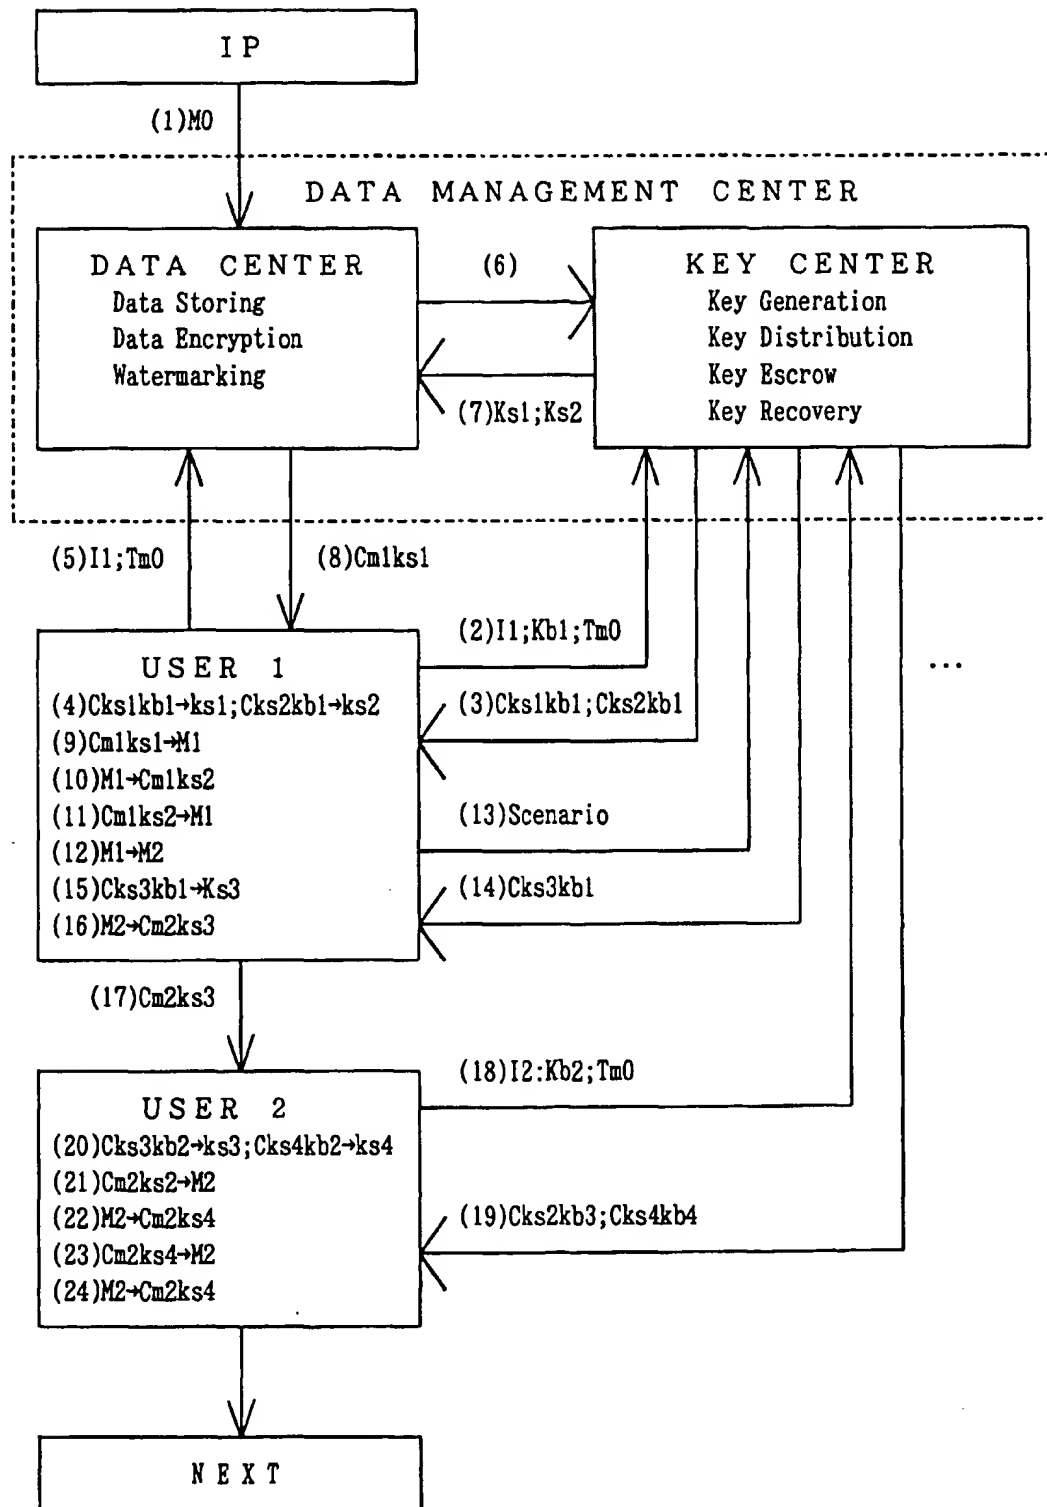 IP
(1)M0
DATA MANAGEMENT CENTER
DATA CENTER
Data Storing
Data Encryption
Watermarking
(6)
(7)Ks1;Ks2
KEY CENTER
Key Generation
Key Distribution
Key Escrow
Key Recovery
(5)I1;Tm0
(8)Cm1ks1
USER 1
(4)Cks1kb1→ks1;Cks2kb1→ks2
(9)Cm1ks1→M1
(10)M1→Cm1ks2
(11)Cm1ks2→M1
(12)M1→M2
(15)Cks3kb1→Ks3
(16)M2→Cm2ks3
(2)I1;Kb1;Tm0
(3)Cks1kb1;Cks2kb1
(13)Scenario
(14)Cks3kb1
...
(17)Cm2ks3
USER 2
(20)Cks3kb2→ks3;Cks4kb2→ks4
(21)Cm2ks2→M2
(22)M2→Cm2ks4
(23)Cm2ks4→M2
(24)M2→Cm2ks4
(18)I2:Kb2;Tm0
(19)Cks2kb3;Cks4kb4
NEXT